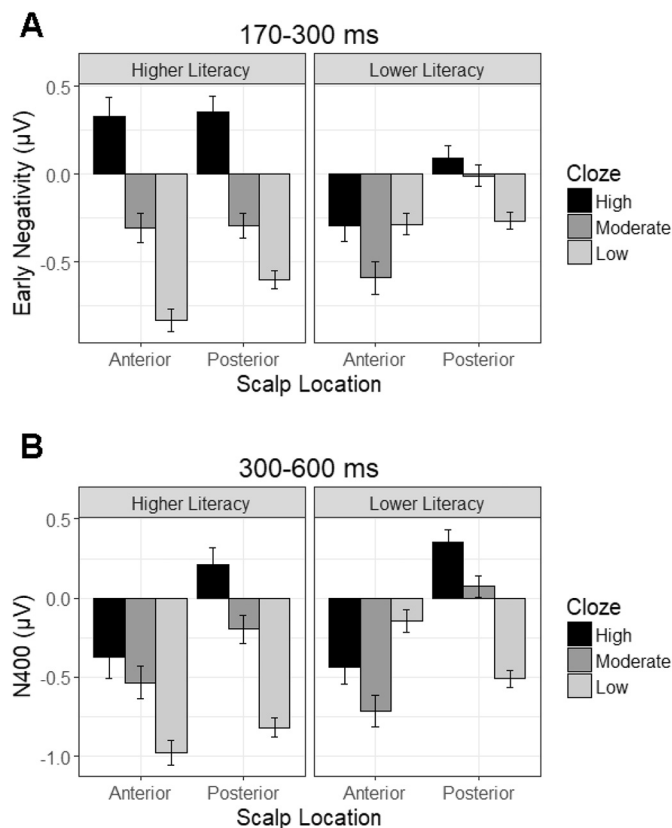 A
170-300 ms
Higher Literacy
Lower Literacy
Early Negativity (µV)
0.5
0.0
-0.5
Anterior
Posterior
Anterior
Posterior
Scalp Location
Cloze
High
Moderate
Low
B
300-600 ms
Higher Literacy
Lower Literacy
N400 (µV)
0.5
0.0
-0.5
-1.0
Anterior
Posterior
Anterior
Posterior
Scalp Location
Cloze
High
Moderate
Low